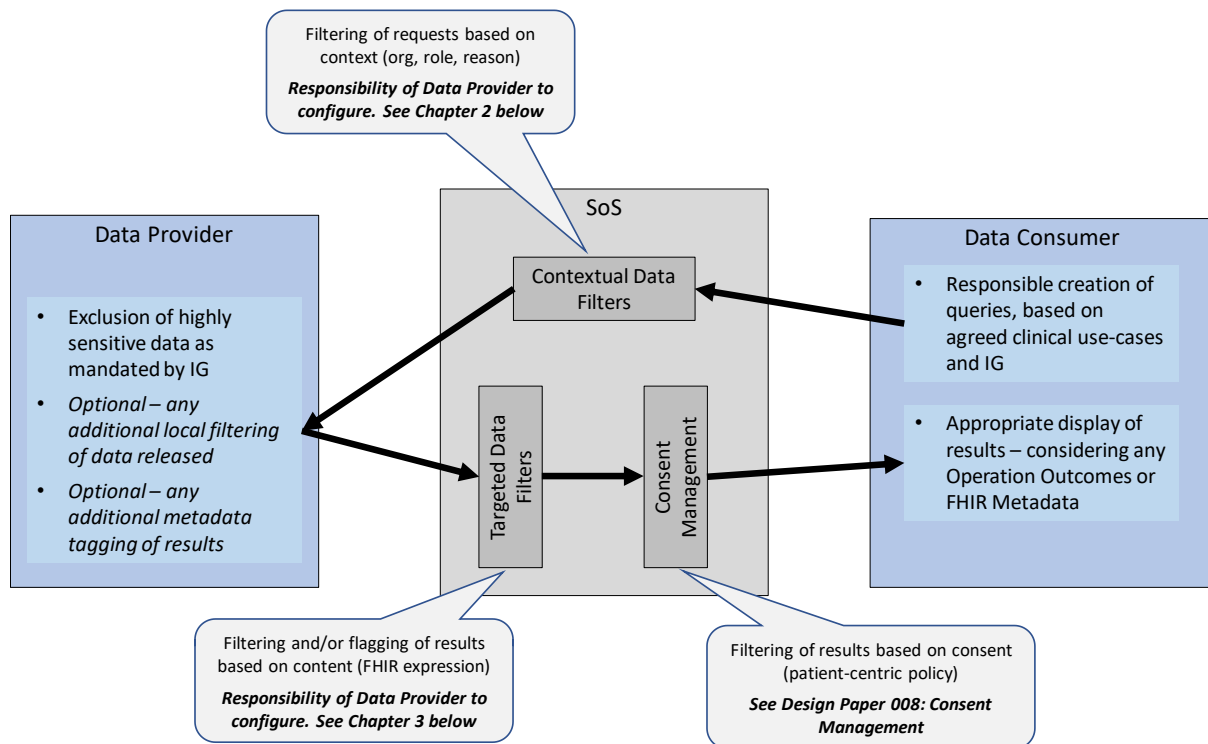 Filtering of requests based on
context (org, role, reason)
Responsibility of Data Provider to
configure. See Chapter 2 below
SoS
Data Provider
Data Consumer
Contextual Data
Filters
• Responsible creation of
queries, based on
agreed clinical use-cases
and IG
• Exclusion of highly
sensitive data as
mandated by IG
• Optional – any
additional local filtering
of data released
• Optional – any
additional metadata
tagging of results
Targeted Data
Filters
Consent
Management
• Appropriate display of
results – considering any
Operation Outcomes or
FHIR Metadata
Filtering and/or flagging of results
based on content (FHIR expression)
Responsibility of Data Provider to
configure. See Chapter 3 below
Filtering of results based on consent
(patient-centric policy)
See Design Paper 008: Consent
Management